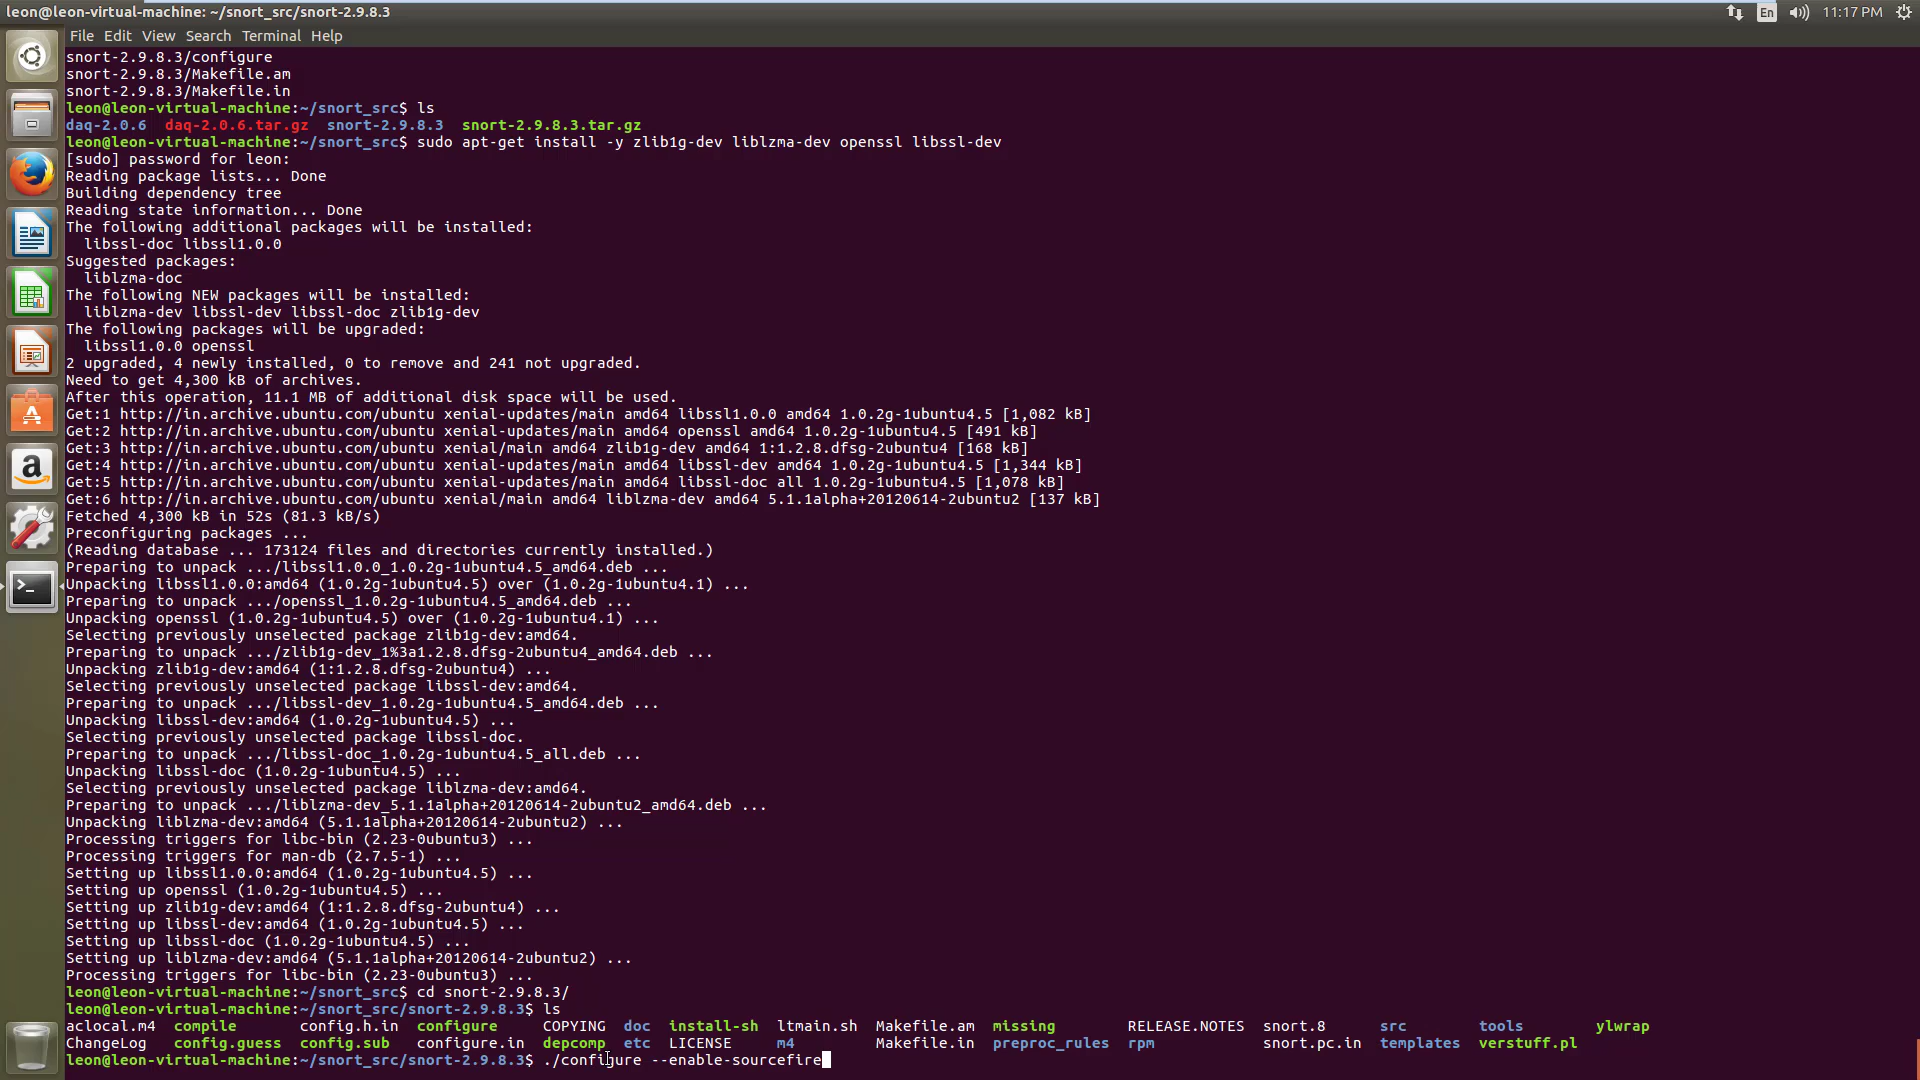 leon@leon-virtual-machine: ~/snort_src/snort-2.9.8.3
En
11:17 PM
File Edit View Search Terminal Help
snort-2.9.8.3/configure
snort-2.9.8.3/Makefile.am
snort-2.9.8.3/Makefile.in
leon@leon-virtual-machine:~/snort_src$ ls
daq-2.0.6  daq-2.0.6.tar.gz  snort-2.9.8.3  snort-2.9.8.3.tar.gz
leon@leon-virtual-machine:~/snort_src$ sudo apt-get install -y zlib1g-dev liblzma-dev openssl libssl-dev
[sudo] password for leon:
Reading package lists... Done
Building dependency tree
Reading state information... Done
The following additional packages will be installed:
  libssl-doc libssl1.0.0
Suggested packages:
  liblzma-doc
The following NEW packages will be installed:
  liblzma-dev libssl-dev libssl-doc zlib1g-dev
The following packages will be upgraded:
  libssl1.0.0 openssl
2 upgraded, 4 newly installed, 0 to remove and 241 not upgraded.
Need to get 4,300 kB of archives.
After this operation, 11.1 MB of additional disk space will be used.
Get:1 http://in.archive.ubuntu.com/ubuntu xenial-updates/main amd64 libssl1.0.0 amd64 1.0.2g-1ubuntu4.5 [1,082 kB]
Get:2 http://in.archive.ubuntu.com/ubuntu xenial-updates/main amd64 openssl amd64 1.0.2g-1ubuntu4.5 [491 kB]
Get:3 http://in.archive.ubuntu.com/ubuntu xenial/main amd64 zlib1g-dev amd64 1:1.2.8.dfsg-2ubuntu4 [168 kB]
Get:4 http://in.archive.ubuntu.com/ubuntu xenial-updates/main amd64 libssl-dev amd64 1.0.2g-1ubuntu4.5 [1,344 kB]
Get:5 http://in.archive.ubuntu.com/ubuntu xenial-updates/main amd64 libssl-doc all 1.0.2g-1ubuntu4.5 [1,078 kB]
Get:6 http://in.archive.ubuntu.com/ubuntu xenial/main amd64 liblzma-dev amd64 5.1.1alpha+20120614-2ubuntu2 [137 kB]
Fetched 4,300 kB in 52s (81.3 kB/s)
Preconfiguring packages ...
(Reading database ... 173124 files and directories currently installed.)
Preparing to unpack .../libssl1.0.0_1.0.2g-1ubuntu4.5_amd64.deb ...
Unpacking libssl1.0.0:amd64 (1.0.2g-1ubuntu4.5) over (1.0.2g-1ubuntu4.1) ...
Preparing to unpack .../openssl_1.0.2g-1ubuntu4.5_amd64.deb ...
Unpacking openssl (1.0.2g-1ubuntu4.5) over (1.0.2g-1ubuntu4.1) ...
Selecting previously unselected package zlib1g-dev:amd64.
Preparing to unpack .../zlib1g-dev_1%3a1.2.8.dfsg-2ubuntu4_amd64.deb ...
Unpacking zlib1g-dev:amd64 (1:1.2.8.dfsg-2ubuntu4) ...
Selecting previously unselected package libssl-dev:amd64.
Preparing to unpack .../libssl-dev_1.0.2g-1ubuntu4.5_amd64.deb ...
Unpacking libssl-dev:amd64 (1.0.2g-1ubuntu4.5) ...
Selecting previously unselected package libssl-doc.
Preparing to unpack .../libssl-doc_1.0.2g-1ubuntu4.5_all.deb ...
Unpacking libssl-doc (1.0.2g-1ubuntu4.5) ...
Selecting previously unselected package liblzma-dev:amd64.
Preparing to unpack .../liblzma-dev_5.1.1alpha+20120614-2ubuntu2_amd64.deb ...
Unpacking liblzma-dev:amd64 (5.1.1alpha+20120614-2ubuntu2) ...
Processing triggers for libc-bin (2.23-0ubuntu3) ...
Processing triggers for man-db (2.7.5-1) ...
Setting up libssl1.0.0:amd64 (1.0.2g-1ubuntu4.5) ...
Setting up openssl (1.0.2g-1ubuntu4.5) ...
Setting up zlib1g-dev:amd64 (1:1.2.8.dfsg-2ubuntu4) ...
Setting up libssl-dev:amd64 (1.0.2g-1ubuntu4.5) ...
Setting up libssl-doc (1.0.2g-1ubuntu4.5) ...
Setting up liblzma-dev:amd64 (5.1.1alpha+20120614-2ubuntu2) ...
Processing triggers for libc-bin (2.23-0ubuntu3) ...
leon@leon-virtual-machine:~/snort_src$ cd snort-2.9.8.3/
leon@leon-virtual-machine:~/snort_src/snort-2.9.8.3$ ls
aclocal.m4  compile  config.h.in  configure  COPYING  doc  install-sh  ltmain.sh  Makefile.am  missing  RELEASE.NOTES  snort.8  src  tools  ylwrap
ChangeLog  config.guess  config.sub  configure.in  depcomp  etc  LICENSE  m4  Makefile.in  preproc_rules  rpm  snort.pc.in  templates  verstuff.pl
leon@leon-virtual-machine:~/snort_src/snort-2.9.8.3$ ./configure --enable-sourcefire